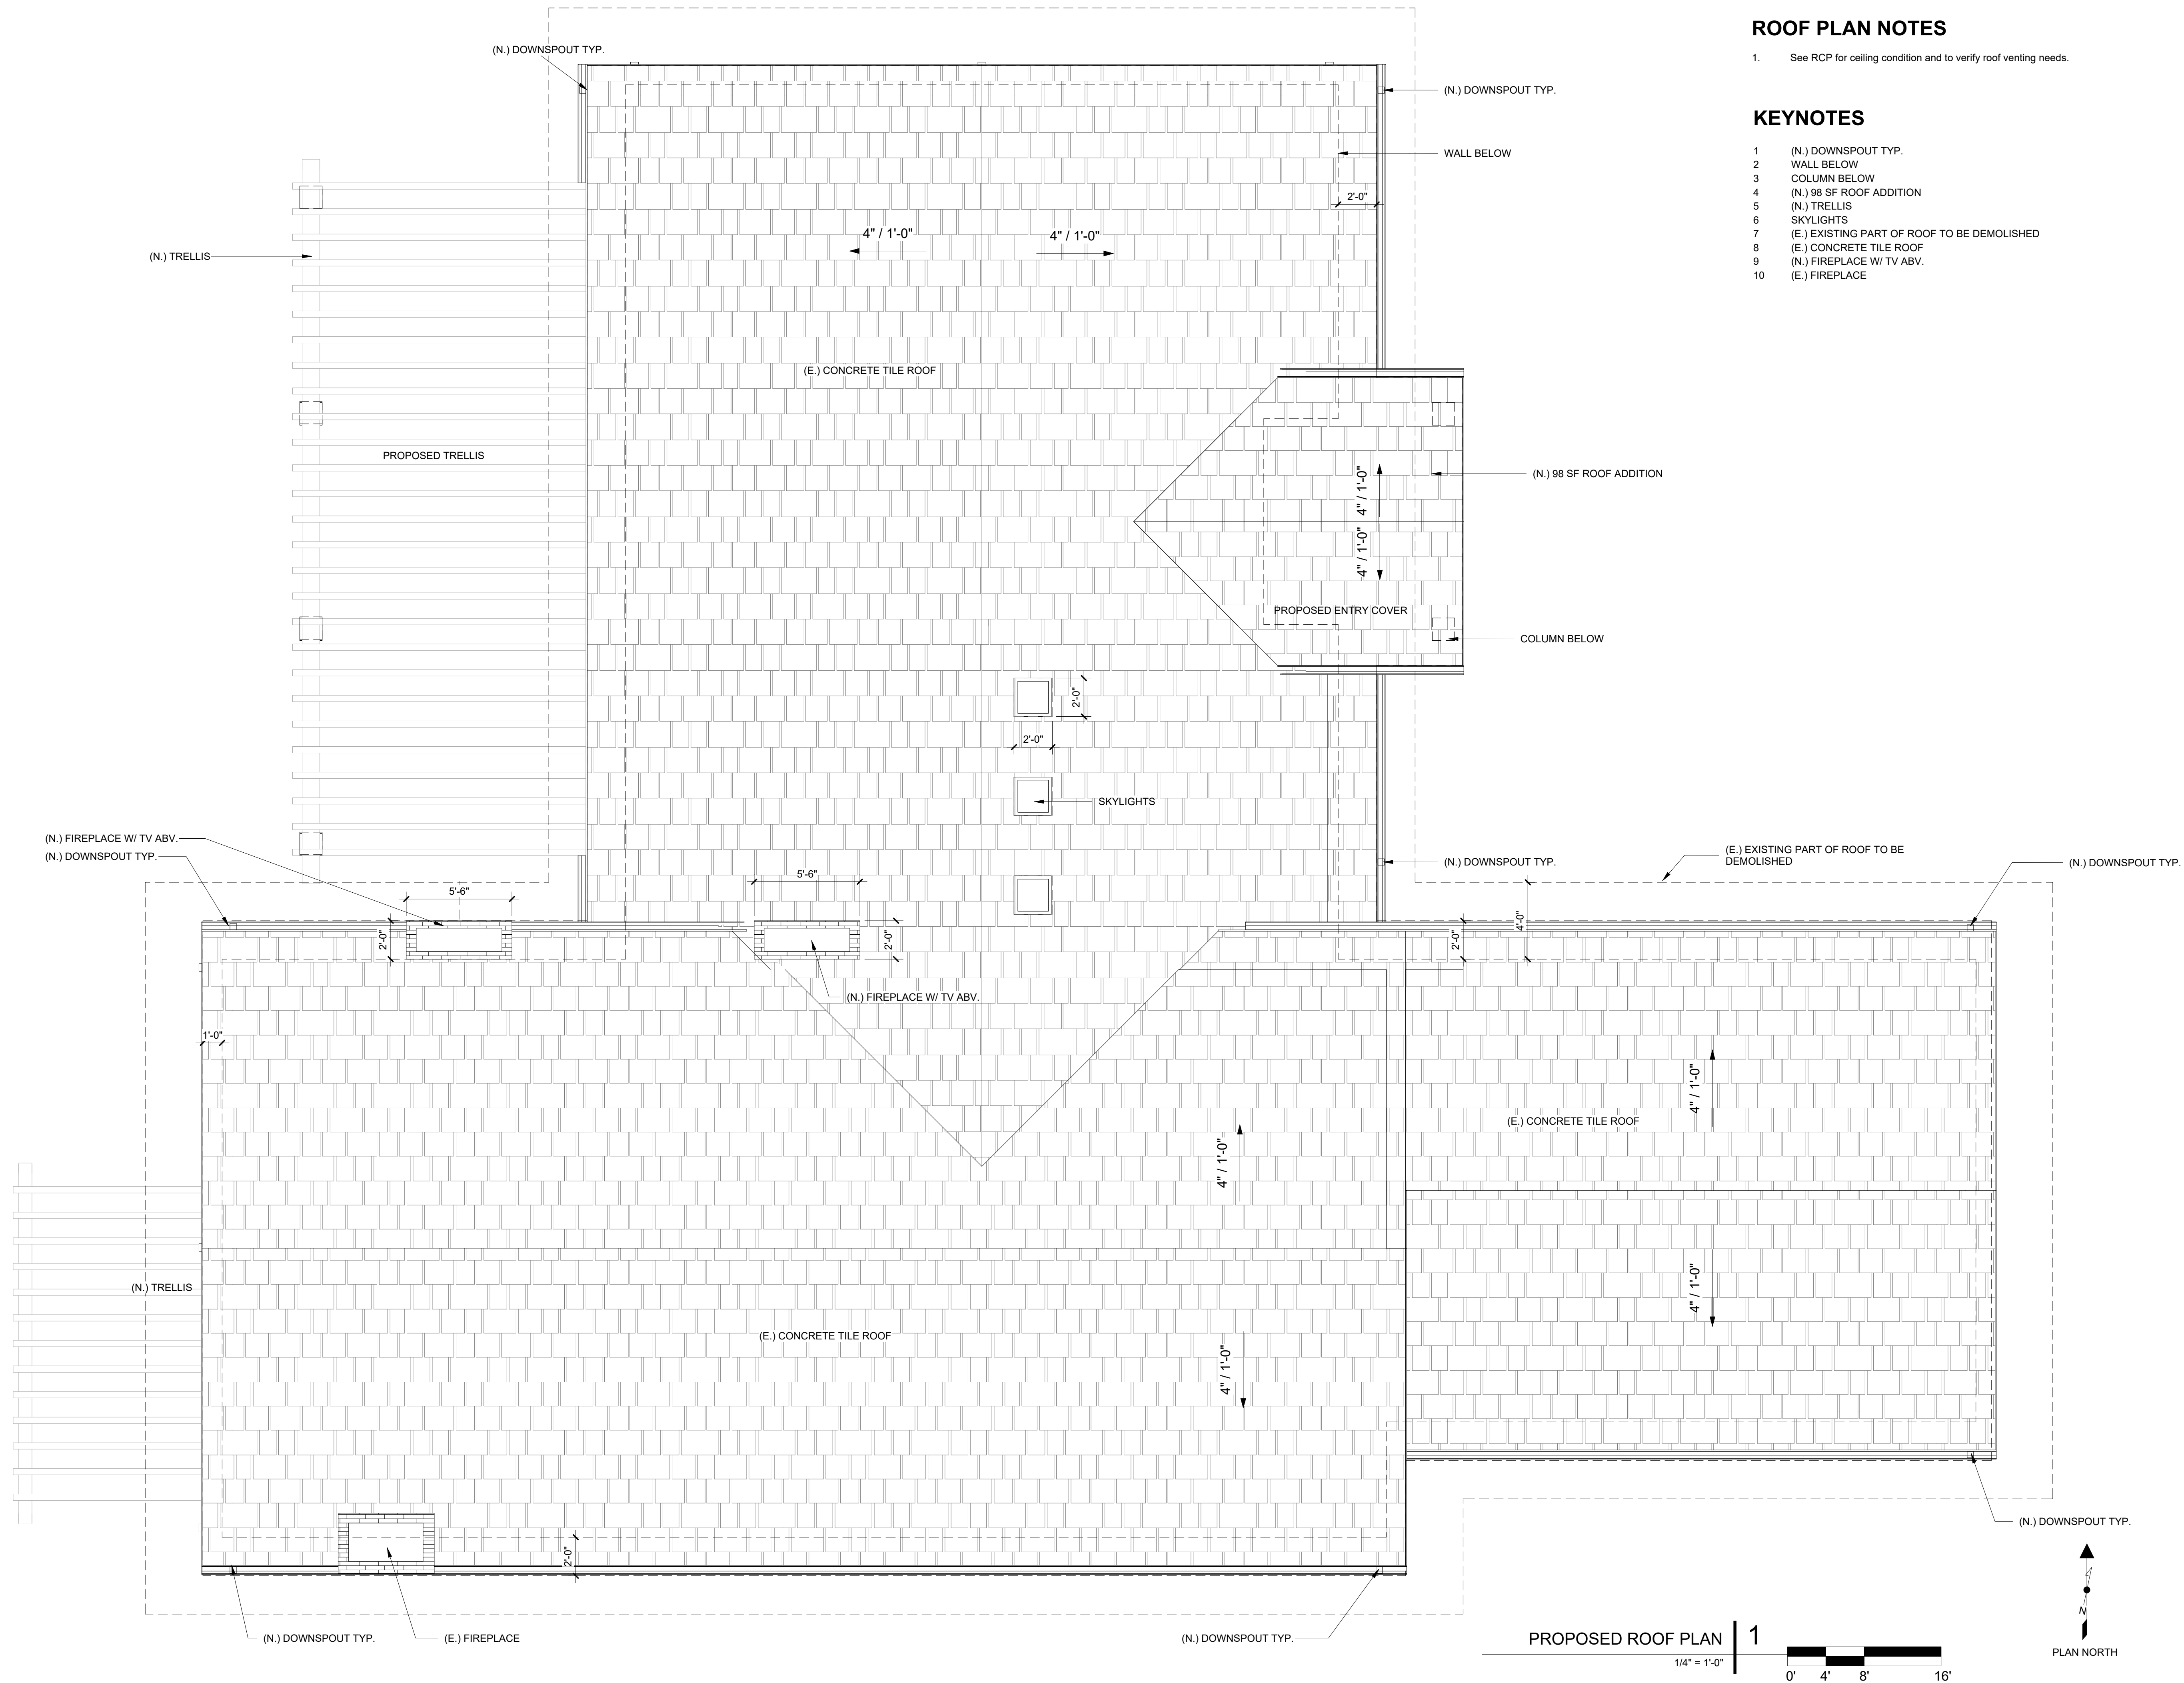 ROOF PLAN NOTES
1. See RCP for ceiling condition and to verify roof venting needs.
KEYNOTES
1 (N.) DOWNSPOUT TYP.
2 WALL BELOW
3 COLUMN BELOW
4 (N.) 98 SF ROOF ADDITION
5 (N.) TRELLIS
6 SKYLIGHTS
7 (E.) EXISTING PART OF ROOF TO BE DEMOLISHED
8 (E.) CONCRETE TILE ROOF
9 (N.) FIREPLACE W/ TV ABV.
10 (E.) FIREPLACE
(N.) DOWNSPOUT TYP.
(N.) DOWNSPOUT TYP.
WALL BELOW
2'-0"
4" / 1'-0"
4" / 1'-0"
(N.) TRELLIS
(E.) CONCRETE TILE ROOF
PROPOSED TRELLIS
(N.) 98 SF ROOF ADDITION
4" / 1'-0"
4" / 1'-0"
PROPOSED ENTRY COVER
COLUMN BELOW
2'-0"
2'-0"
SKYLIGHTS
(N.) FIREPLACE W/ TV ABV.
(N.) DOWNSPOUT TYP.
(N.) DOWNSPOUT TYP.
(E.) EXISTING PART OF ROOF TO BE
DEMOLISHED
(N.) DOWNSPOUT TYP.
5'-6"
5'-6"
2'-0"
2'-0"
2'-0"
4'-0"
(N.) FIREPLACE W/ TV ABV.
1'-0"
4" / 1'-0"
(E.) CONCRETE TILE ROOF
4" / 1'-0"
(N.) TRELLIS
4" / 1'-0"
(E.) CONCRETE TILE ROOF
4" / 1'-0"
2'-0"
(N.) DOWNSPOUT TYP.
(N.) DOWNSPOUT TYP.
(E.) FIREPLACE
(N.) DOWNSPOUT TYP.
PROPOSED ROOF PLAN 1
1/4" = 1'-0"
0' 4' 8' 16'
N
PLAN NORTH